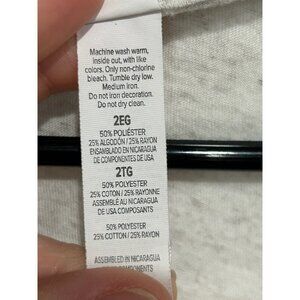 Machine wash warm,
inside out, with like
colors. Only non-chlorine
bleach. Tumble dry low.
Medium iron.
Do not iron decoration.
Do not dry clean.
2EG
50% POLIÉSTER
25% ALGODÓN / 25% RAYON
ENSAMBLADO EN NICARAGUA
DE COMPONENTES DE USA
2TG
50% POLYESTER
25% COTON / 25% RAYONNE
ASSEMBLÉ AU NICARAGUA
DE USA COMPOSANTS
50% POLYESTER
25% COTTON / 25% RAYON
ASSEMBLED IN NICARAGUA
COMPONENTS